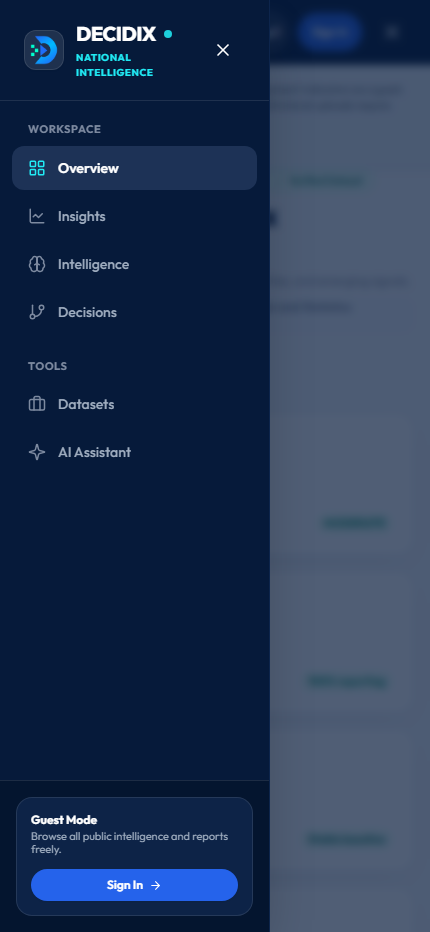 DECIDIX
NATIONAL
INTELLIGENCE
WORKSPACE
Overview
Insights
Intelligence
Decisions
TOOLS
Datasets
AI Assistant
Guest Mode
Browse all public intelligence and reports
freely.
Sign In →